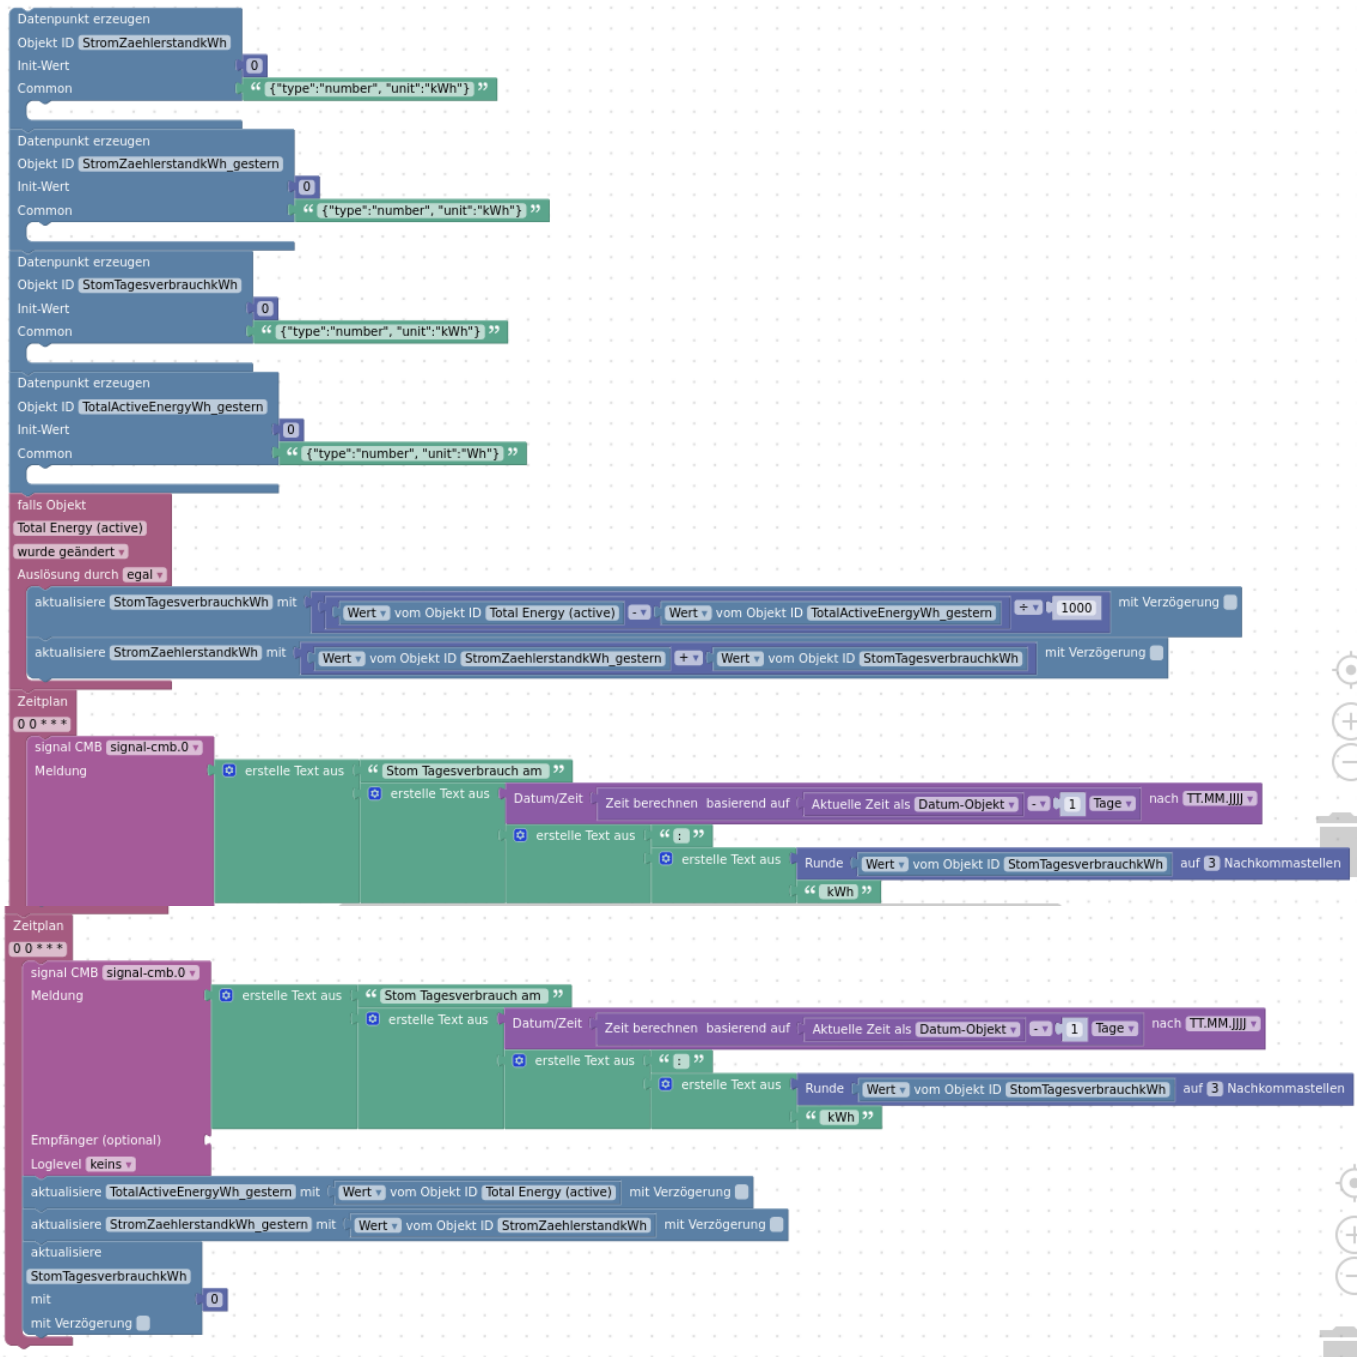 Datenpunkt erzeugen
Objekt ID StromZaehlerstandkWh
Init-Wert 0
Common “ {"type":"number", "unit":"kWh"} ”
Datenpunkt erzeugen
Objekt ID StromZaehlerstandkWh_gestern
Init-Wert 0
Common “ {"type":"number", "unit":"kWh"} ”
Datenpunkt erzeugen
Objekt ID StomTagesverbrauchkWh
Init-Wert 0
Common “ {"type":"number", "unit":"kWh"} ”
Datenpunkt erzeugen
Objekt ID TotalActiveEnergyWh_gestern
Init-Wert 0
Common “ {"type":"number", "unit":"Wh"} ”
falls Objekt
Total Energy (active)
wurde geändert
Auslösung durch egal
aktualisiere StomTagesverbrauchkWh mit Wert vom Objekt ID Total Energy (active) - Wert vom Objekt ID TotalActiveEnergyWh_gestern ÷ 1000 mit Verzögerung
aktualisiere StromZaehlerstandkWh mit Wert vom Objekt ID StromZaehlerstandkWh_gestern + Wert vom Objekt ID StomTagesverbrauchkWh mit Verzögerung
Zeitplan
0 0 * * *
signal CMB signal-cmb.0
Meldung erstelle Text aus “ Stom Tagesverbrauch am ”
erstelle Text aus Datum/Zeit Zeit berechnen basierend auf Aktuelle Zeit als Datum-Objekt - 1 Tage nach TT.MM.JJJJ
erstelle Text aus “ : ”
erstelle Text aus Runde Wert vom Objekt ID StomTagesverbrauchkWh auf 3 Nachkommastellen
“ kWh ”
Zeitplan
0 0 * * *
signal CMB signal-cmb.0
Meldung erstelle Text aus “ Stom Tagesverbrauch am ”
erstelle Text aus Datum/Zeit Zeit berechnen basierend auf Aktuelle Zeit als Datum-Objekt - 1 Tage nach TT.MM.JJJJ
erstelle Text aus “ : ”
erstelle Text aus Runde Wert vom Objekt ID StomTagesverbrauchkWh auf 3 Nachkommastellen
“ kWh ”
Empfänger (optional)
Loglevel keins
aktualisiere TotalActiveEnergyWh_gestern mit Wert vom Objekt ID Total Energy (active) mit Verzögerung
aktualisiere StromZaehlerstandkWh_gestern mit Wert vom Objekt ID StromZaehlerstandkWh mit Verzögerung
aktualisiere
StomTagesverbrauchkWh
mit 0
mit Verzögerung